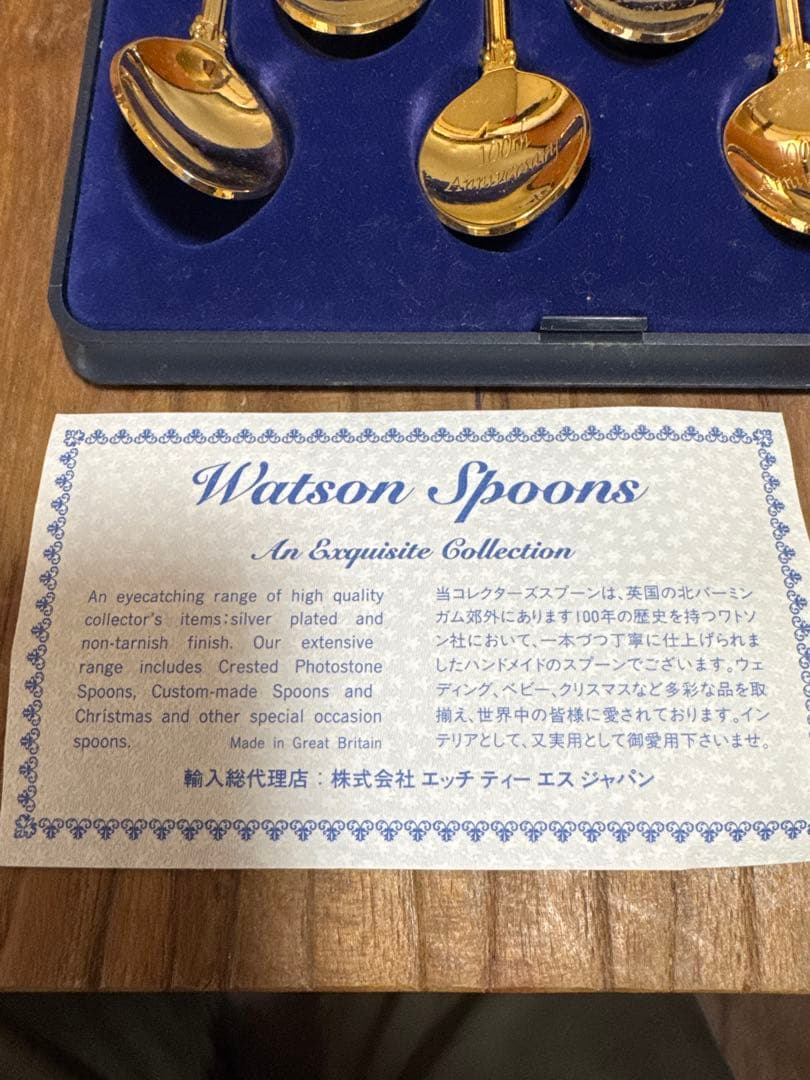 100th
Anniversary
100
Anni
Watson Spoons
An Exquisite Collection
An eyecatching range of high quality
collector's items:silver plated and
non-tarnish finish. Our extensive
range includes Crested Photostone
Spoons, Custom-made Spoons and
Christmas and other special occasion
spoons. Made in Great Britain
当コレクターズスプーンは、英国の北バーミン
ガム郊外にあります100年の歴史を持つワトソ
ン社において、一本づつ丁寧に仕上げられま
したハンドメイドのスプーンでございます。ウェ
ディング、ベビー、クリスマスなど多彩な品を取
揃え、世界中の皆様に愛されております。イン
テリアとして、又実用として御愛用下さいませ。
輸入総代理店：株式会社 エッチ ティー エス ジャパン